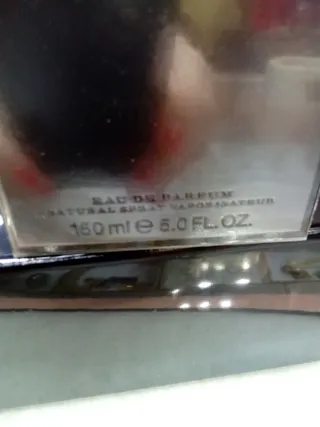 EAU DE PARFUM
NATURAL SPRAY VAPORISATEUR
150 ml ℮ 5.0 FL. OZ.